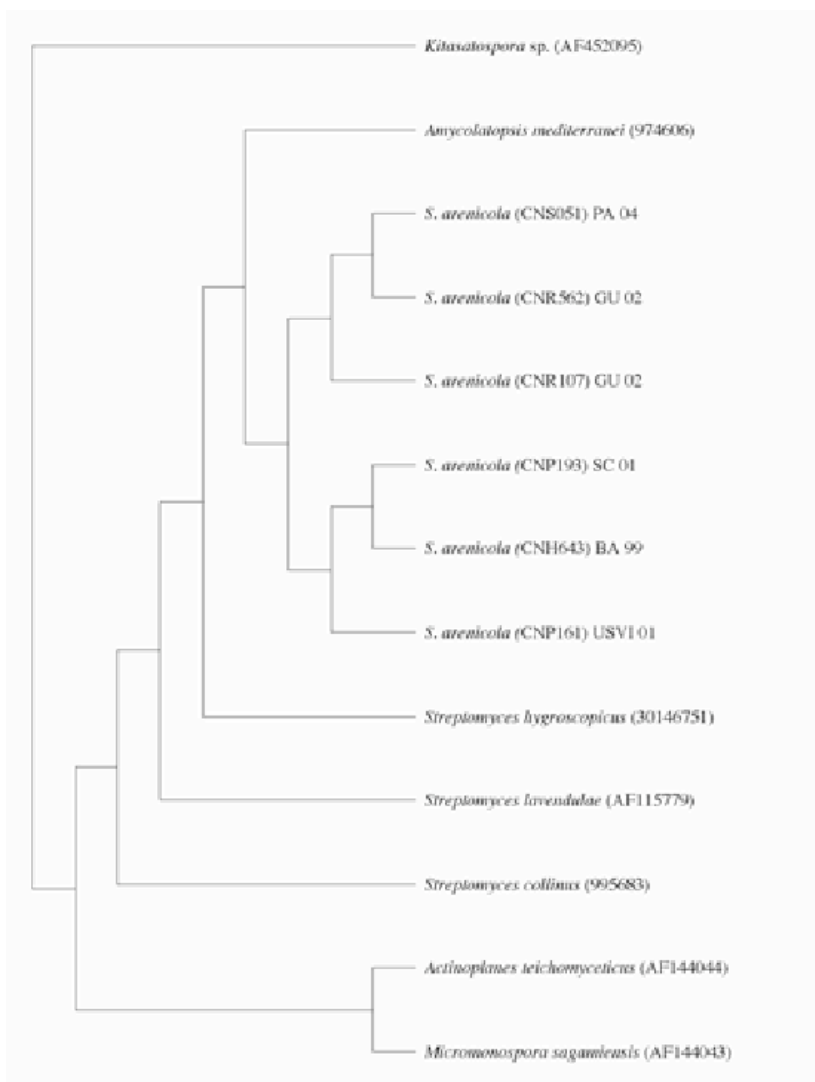 Kitasatospora sp. (AF452095)
Amycolatopsis mediterranei (974606)
S. arenicola (CNS051) PA 04
S. arenicola (CNR562) GU 02
S. arenicola (CNR107) GU 02
S. arenicola (CNP193) SC 01
S. arenicola (CNH643) BA 99
S. arenicola (CNP161) USVI 01
Streptomyces hygroscopicus (30146751)
Streptomyces lavendulae (AF115779)
Streptomyces collinus (995683)
Actinoplanes teichomyceticus (AF144044)
Micromonospora sagamiensis (AF144043)